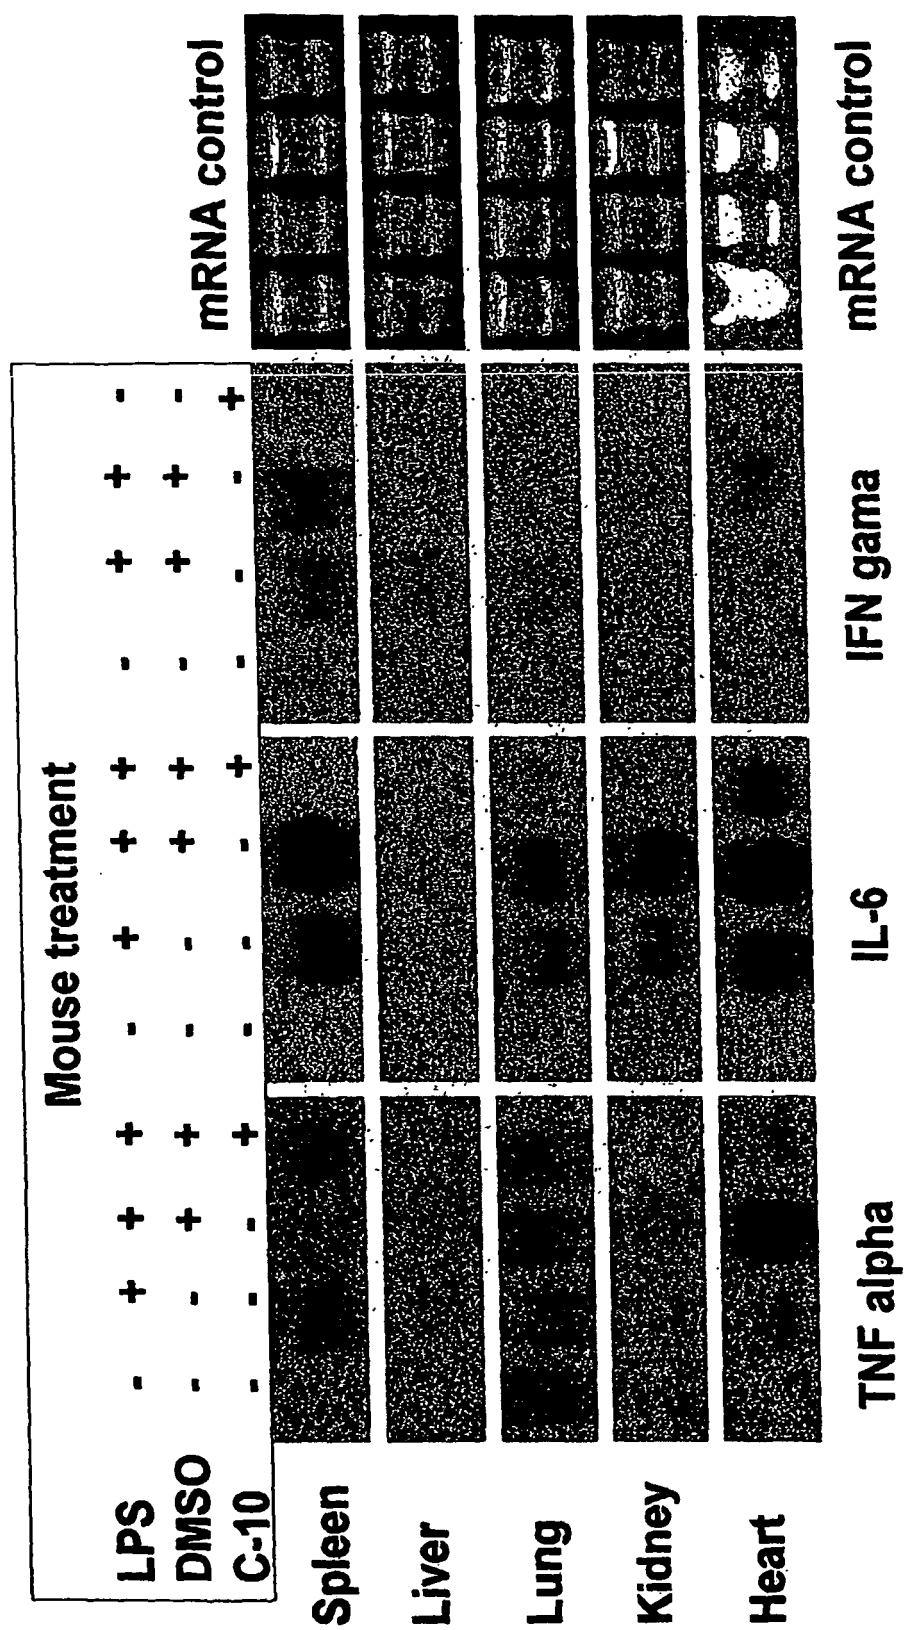 Mouse treatment
LPS - + + + - + + + - + + -
DMSO - - + + - - + + - + + -
C-10 - - - + - - - + - - - +
mRNA control
Spleen
Liver
Lung
Kidney
Heart
TNF alpha IL-6 IFN gama mRNA control